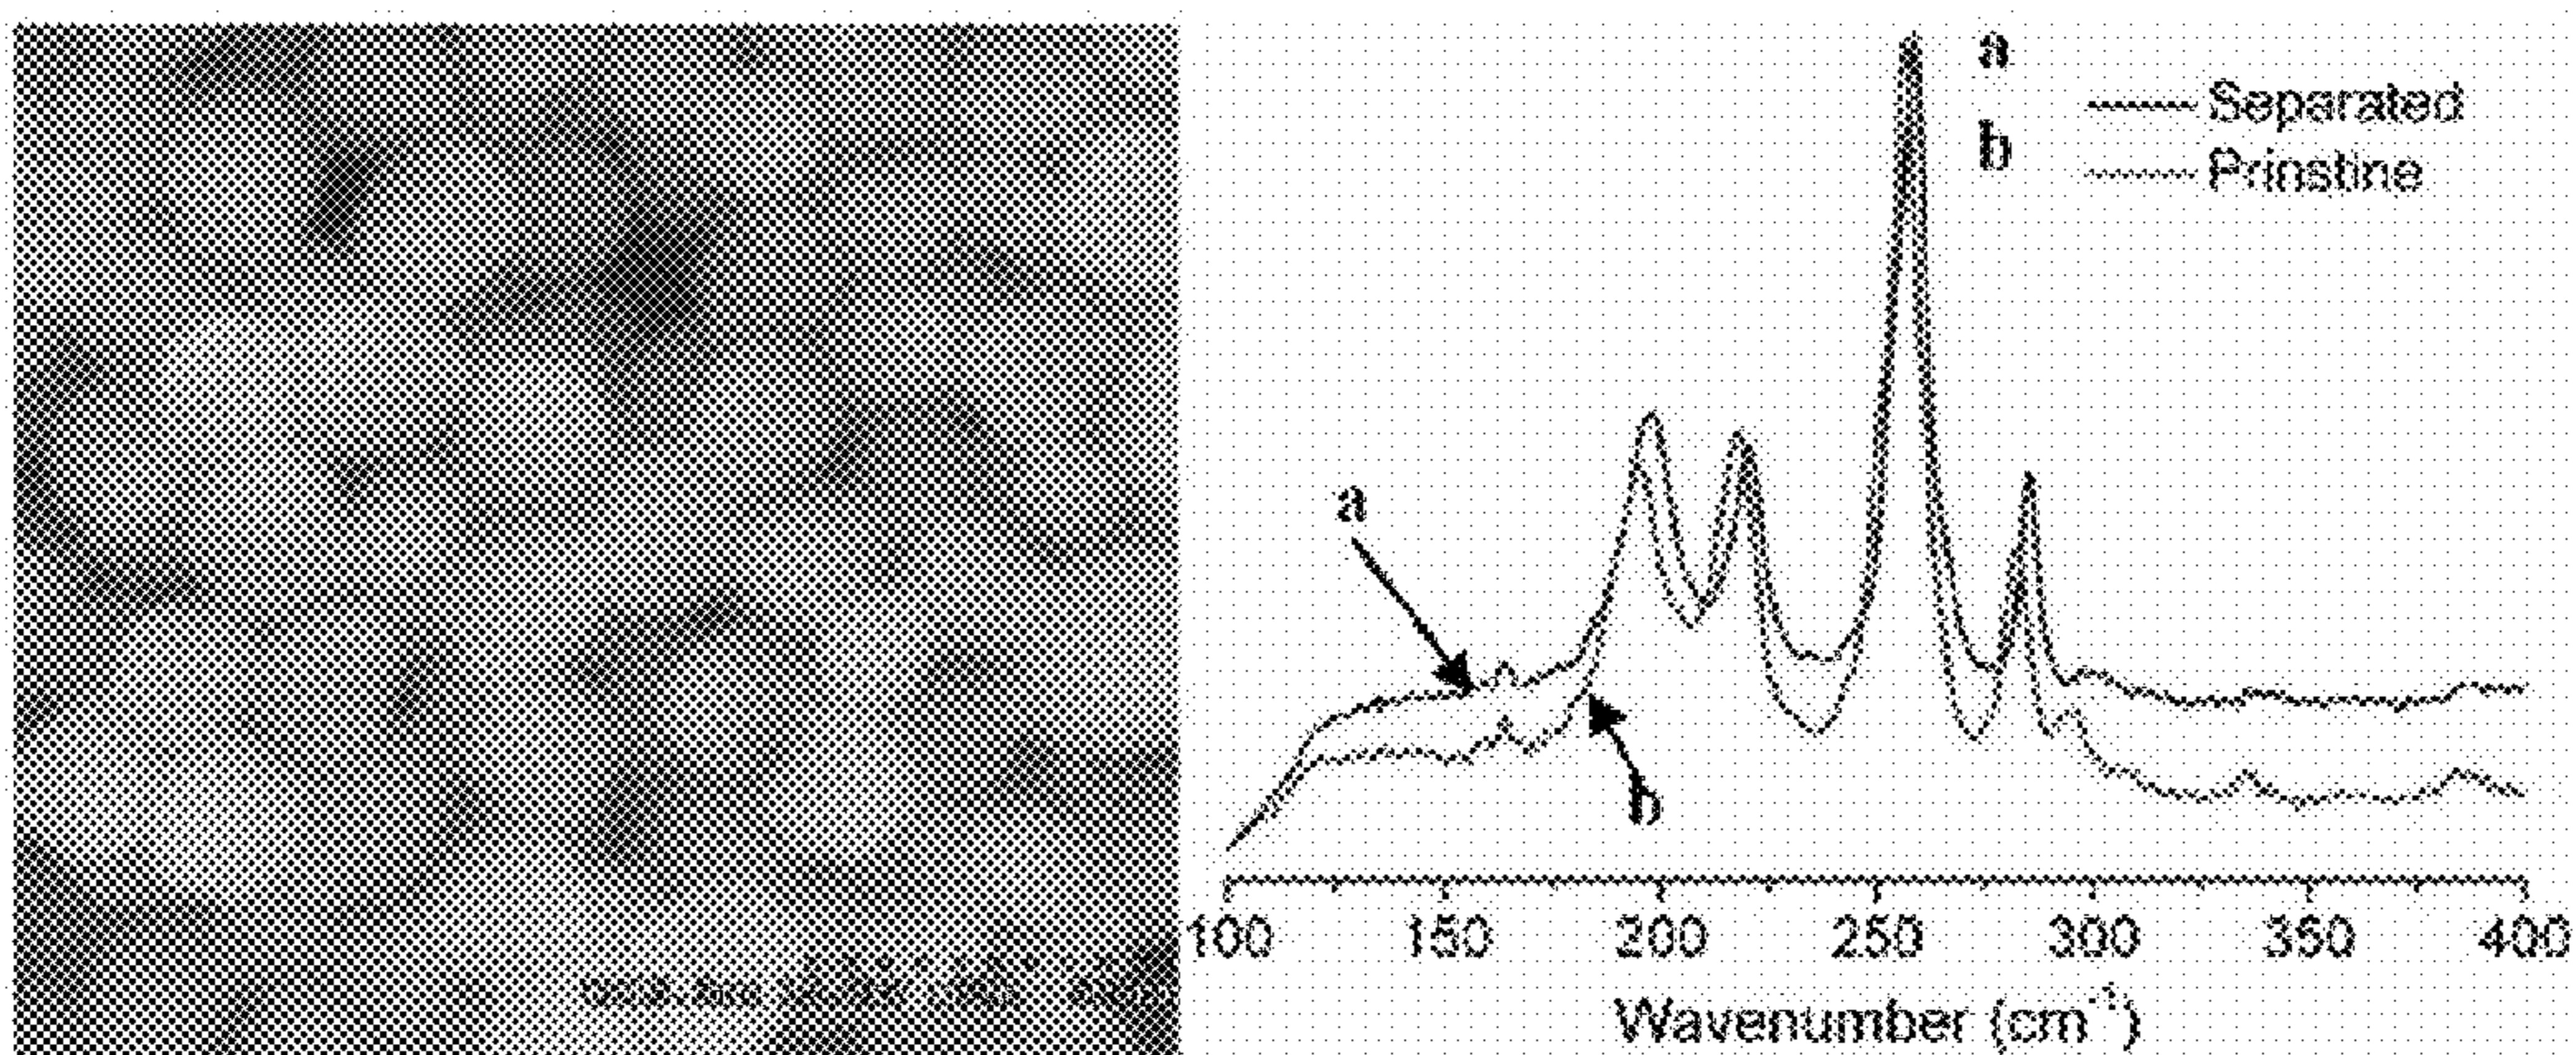 a
Separated
b
Prinstine
a
b
100 150 200 250 300 350 400
Wavenumber (cm⁻¹)